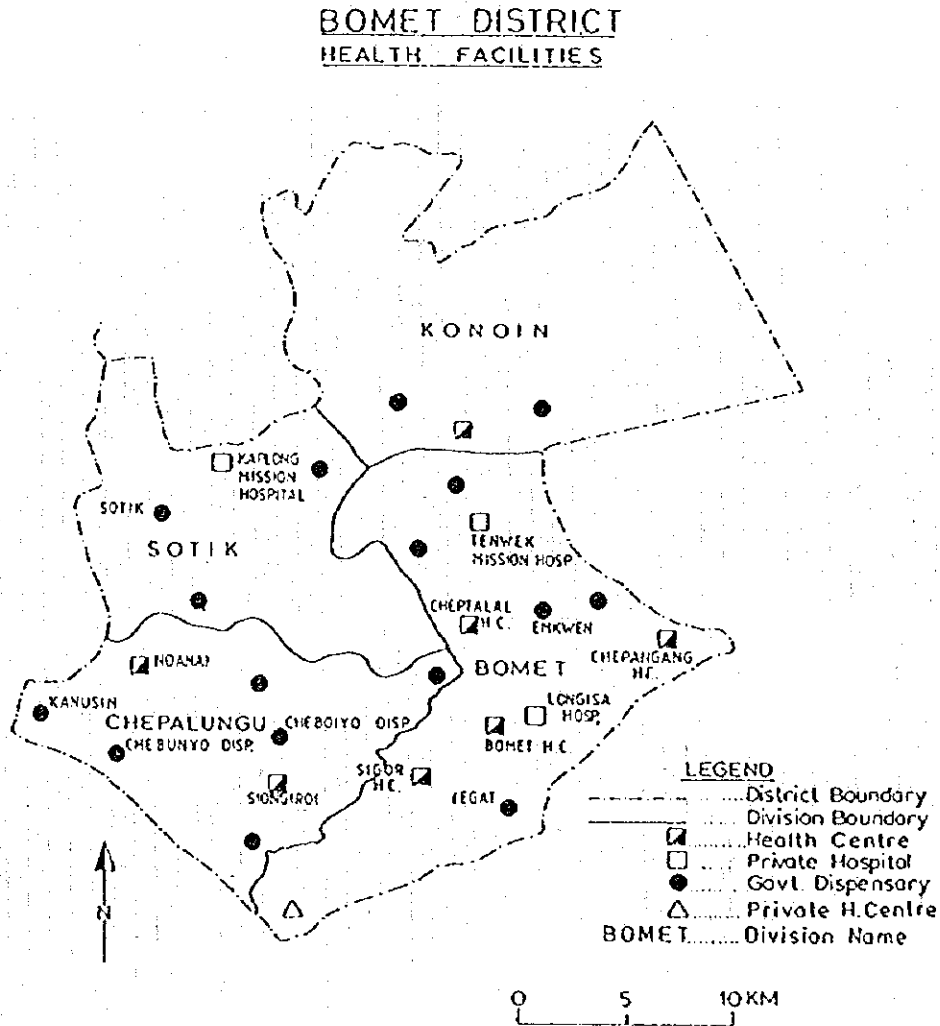 BOMET DISTRICT
HEALTH FACILITIES
KONOIN
KAPLONG
MISSION
HOSPITAL
SOTIK
SOTIK
TENWEK
MISSION HOSP
CHEPTALAL
H.C.
EMKWEN
CHEPANGANG
H.C.
BOMET
NDANAI
KANUSIN
CHEPALUNGU
CHEBOIYO DISP.
CHEBUNYO DISP.
LONGISA
HOSP.
BOMET H.C.
SIGOR
H.C.
SIONGIROI
TEGAT
LEGEND
District Boundary
Division Boundary
Health Centre
Private Hospital
Govt. Dispensary
Private H.Centre
BOMET........Division Name
N
0 5 10 KM